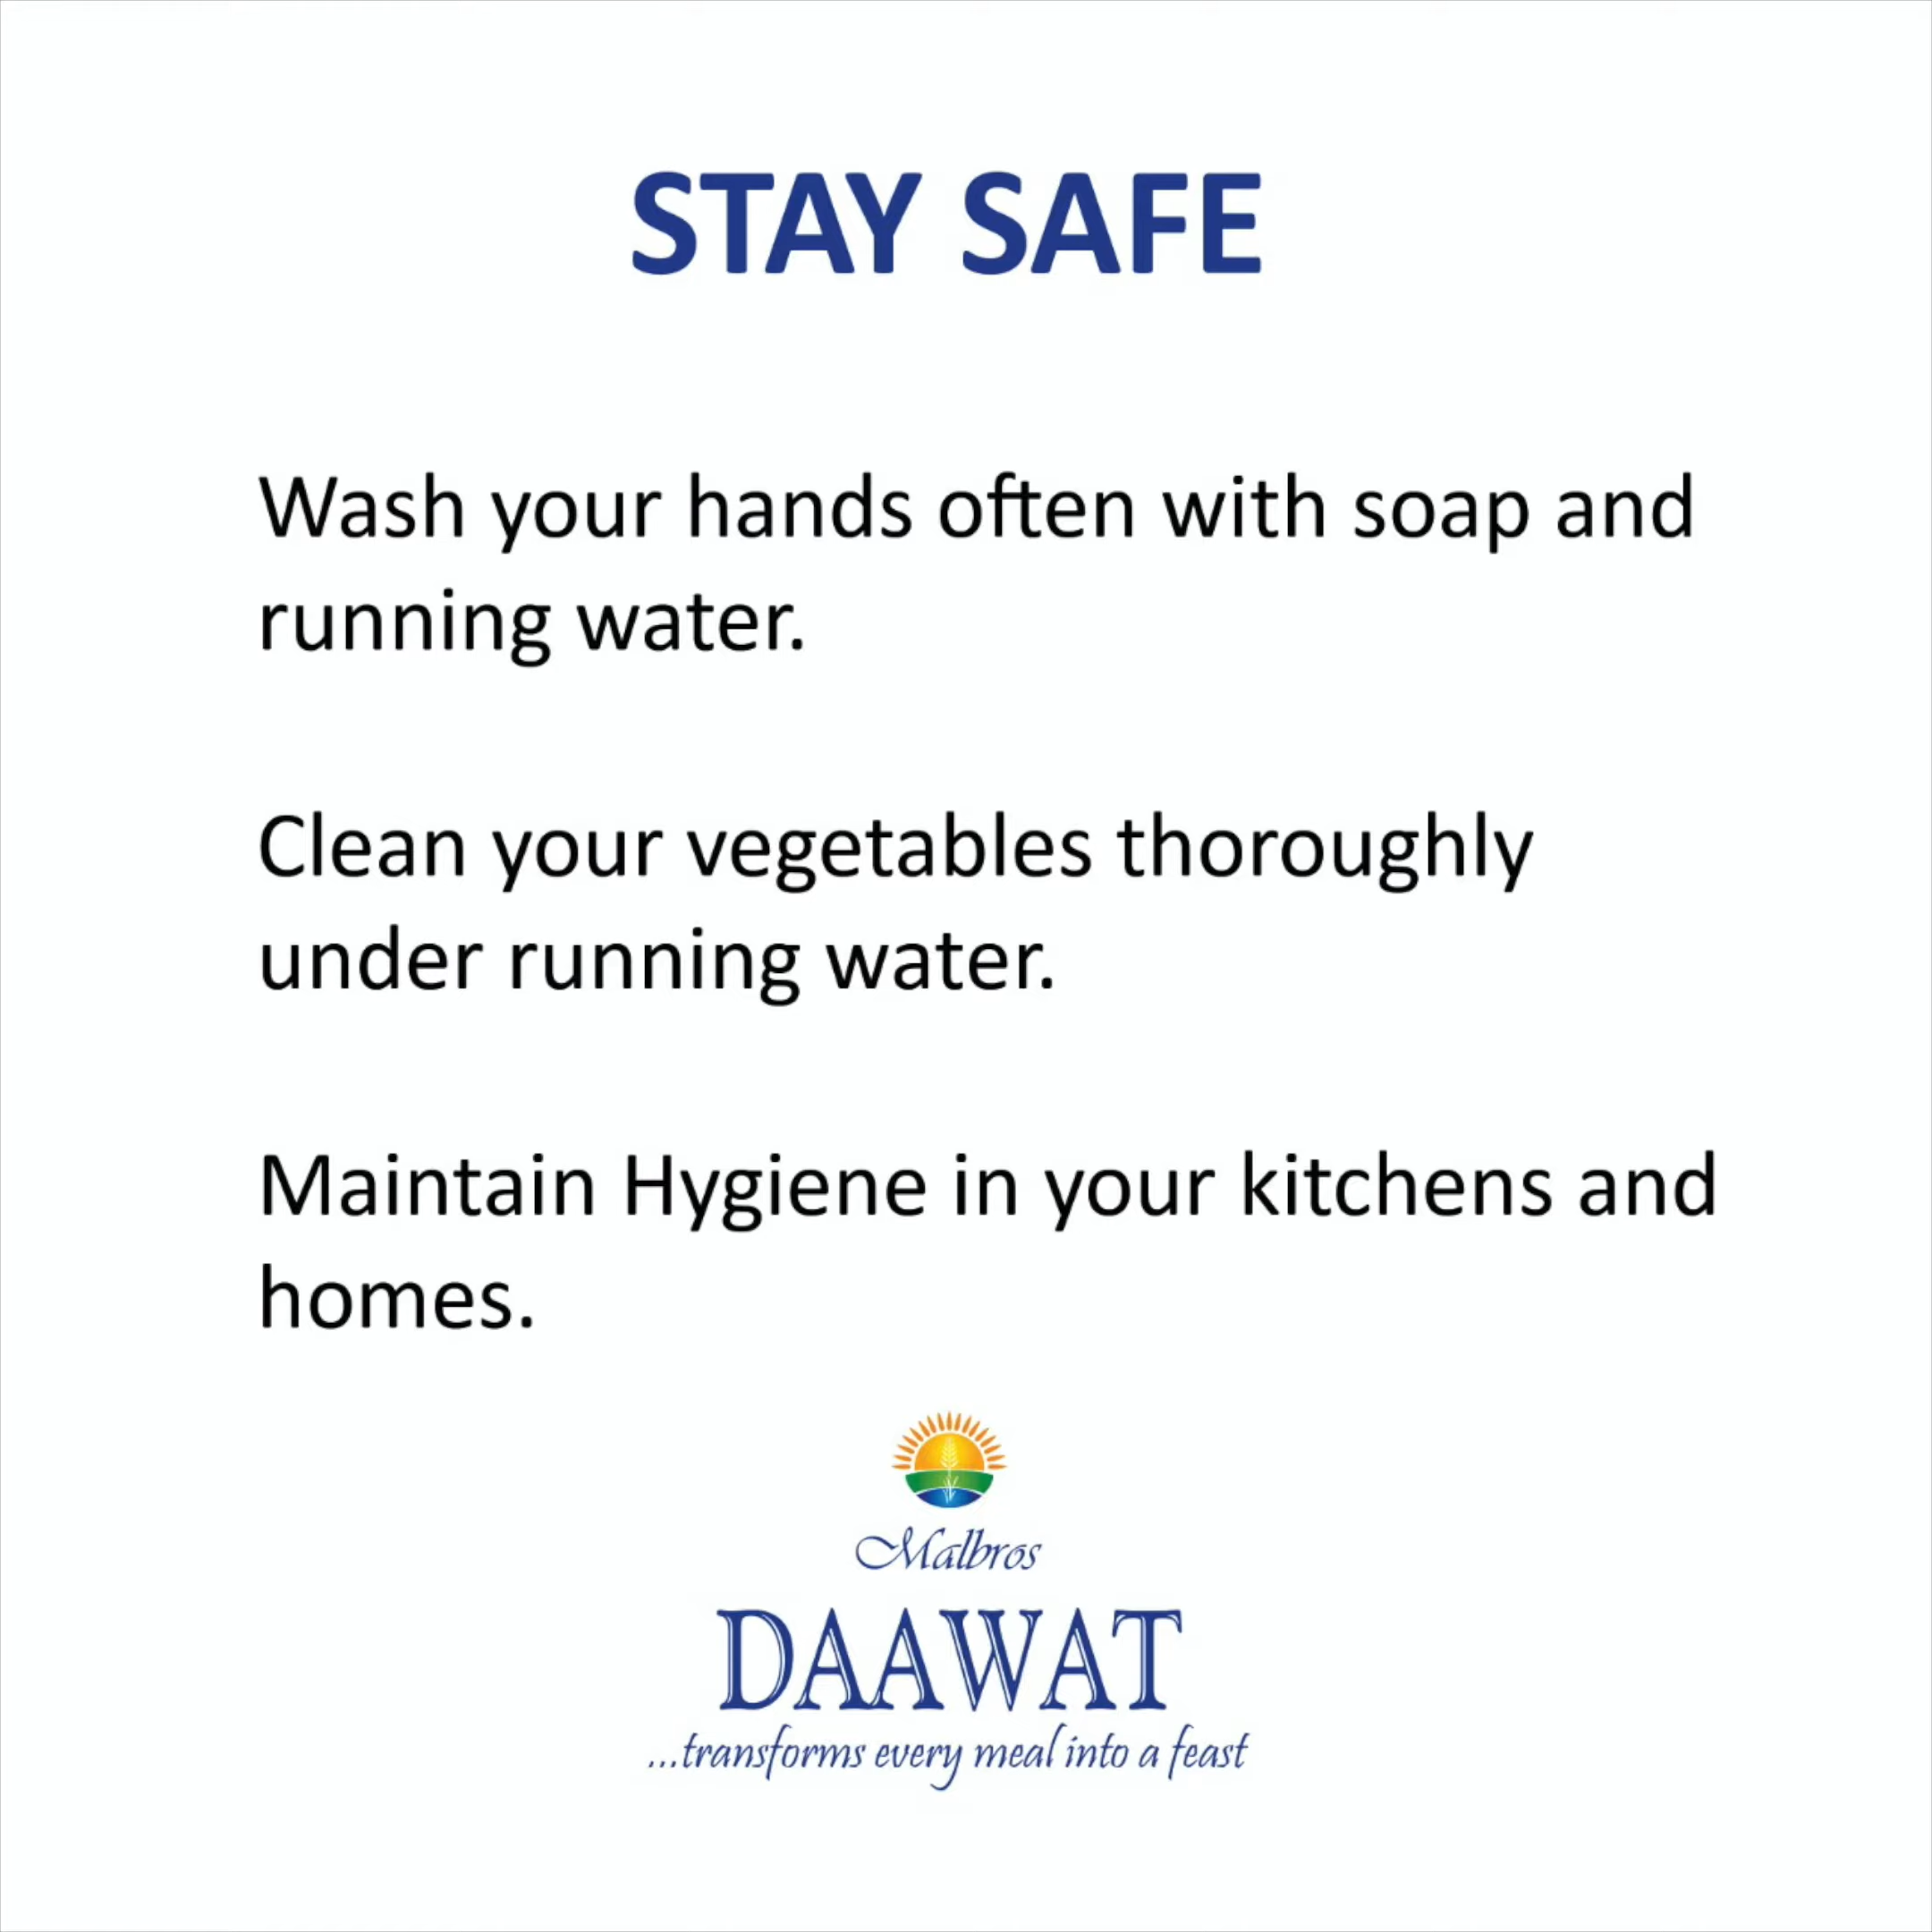 STAY SAFE
Wash your hands often with soap and
running water.
Clean your vegetables thoroughly
under running water.
Maintain Hygiene in your kitchens and
homes.
Malbros
DAAWAT
...transforms every meal into a feast